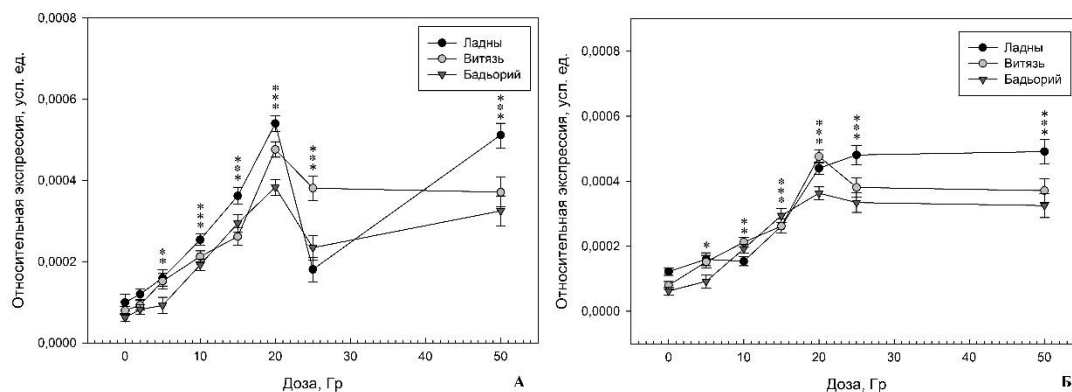 0,0008
0,0006
0,0004
0,0002
0,0000
Относительная экспрессия, усл. ед.
Ладны
Витязь
Бадьорий
**
***
***
***
***
0 10 20 30 40 50
Доза, Гр
А
0,0008
0,0006
0,0004
0,0002
0,0000
Относительная экспрессия, усл. ед.
Ладны
Витязь
Бадьорий
*
**
***
***
***
***
0 10 20 30 40 50
Доза, Гр
Б